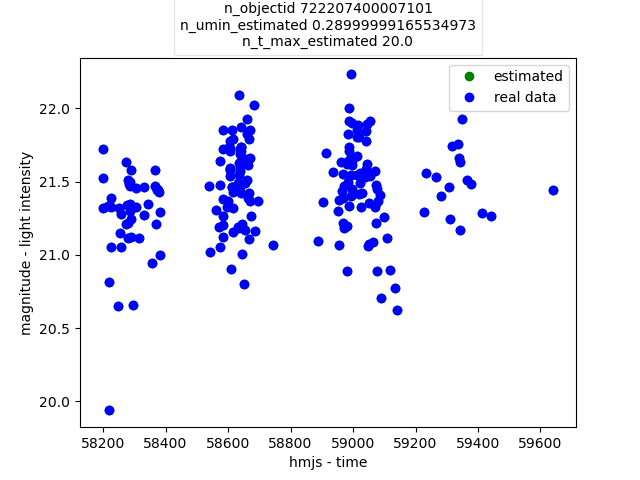 n_objectid 722207400007101
n_umin_estimated 0.28999999165534973
n_t_max_estimated 20.0
estimated
real data
magnitude - light intensity
22.0
21.5
21.0
20.5
20.0
58200 58400 58600 58800 59000 59200 59400 59600
hmjs - time